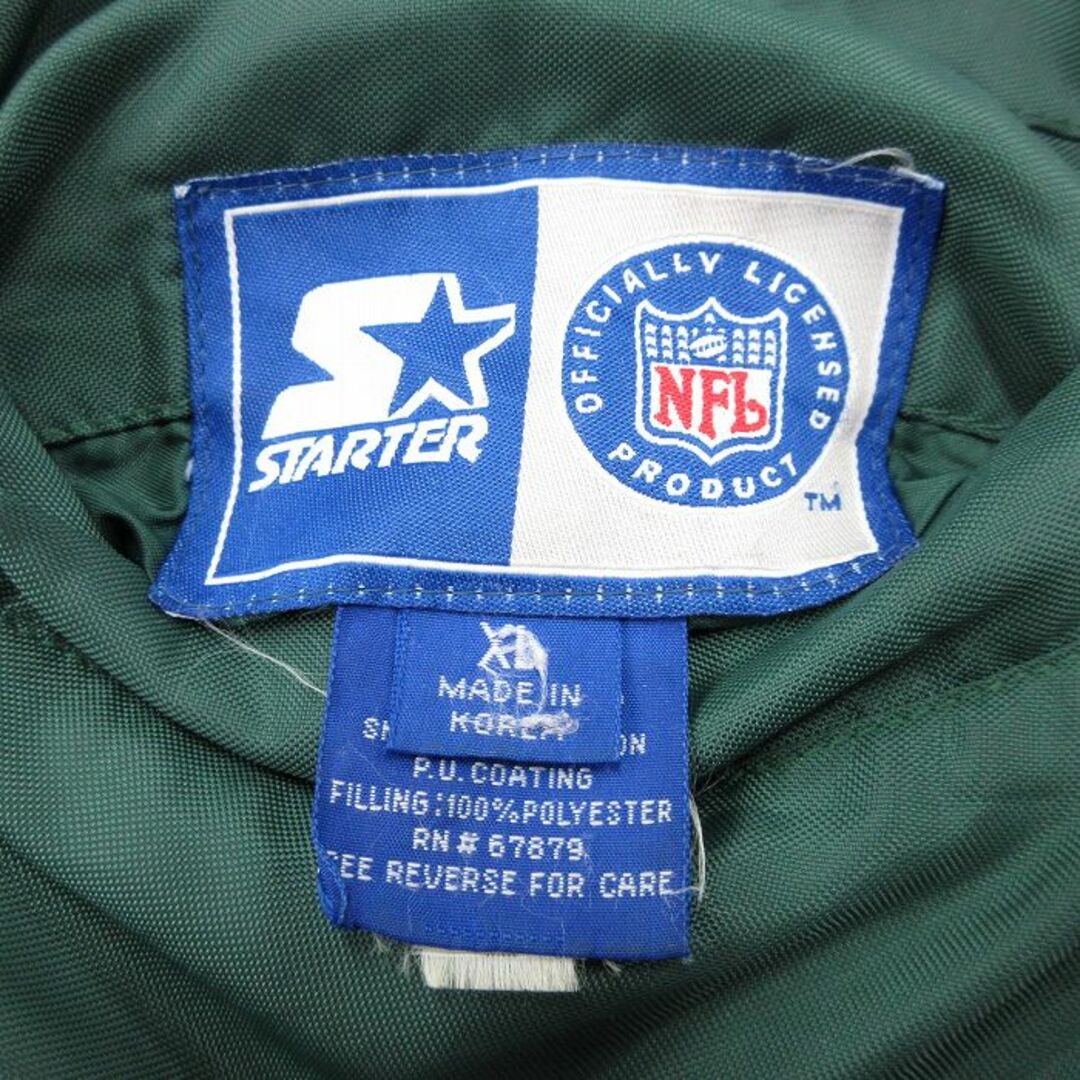 STARTER
OFFICIALLY LICENSED
NFL
PRODUCT
TM
XL
MADE IN
KOREA
P.U. COATING
FILLING:100%POLYESTER
RN# 67879
SEE REVERSE FOR CARE